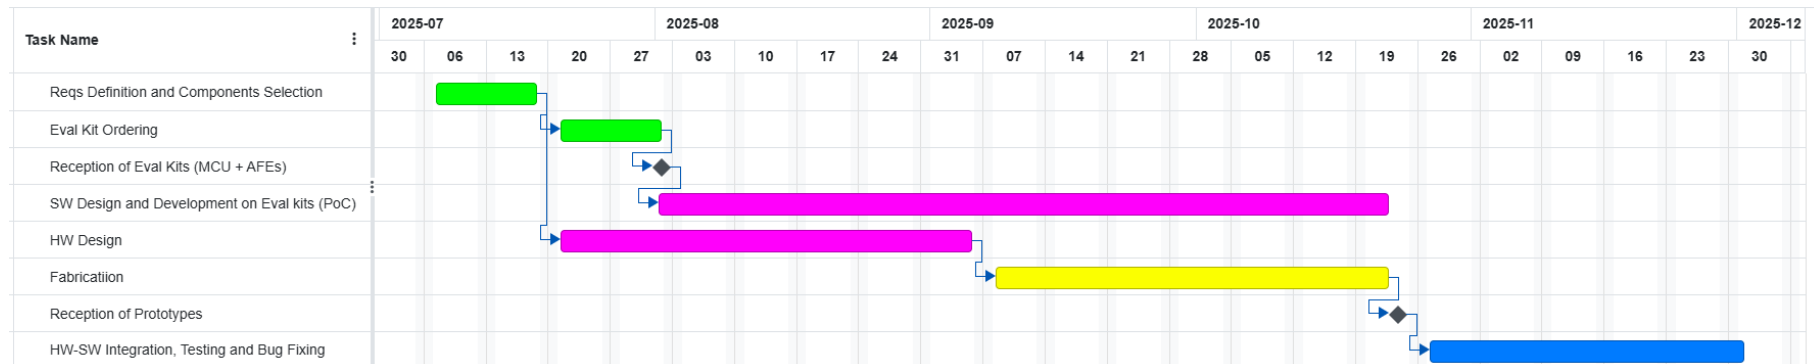 2025-07 2025-08 2025-09 2025-10 2025-11 2025-12
Task Name
30 06 13 20 27 03 10 17 24 31 07 14 21 28 05 12 19 26 02 09 16 23 30
Reqs Definition and Components Selection
Eval Kit Ordering
Reception of Eval Kits (MCU + AFEs)
SW Design and Development on Eval kits (PoC)
HW Design
Fabricatiion
Reception of Prototypes
HW-SW Integration, Testing and Bug Fixing